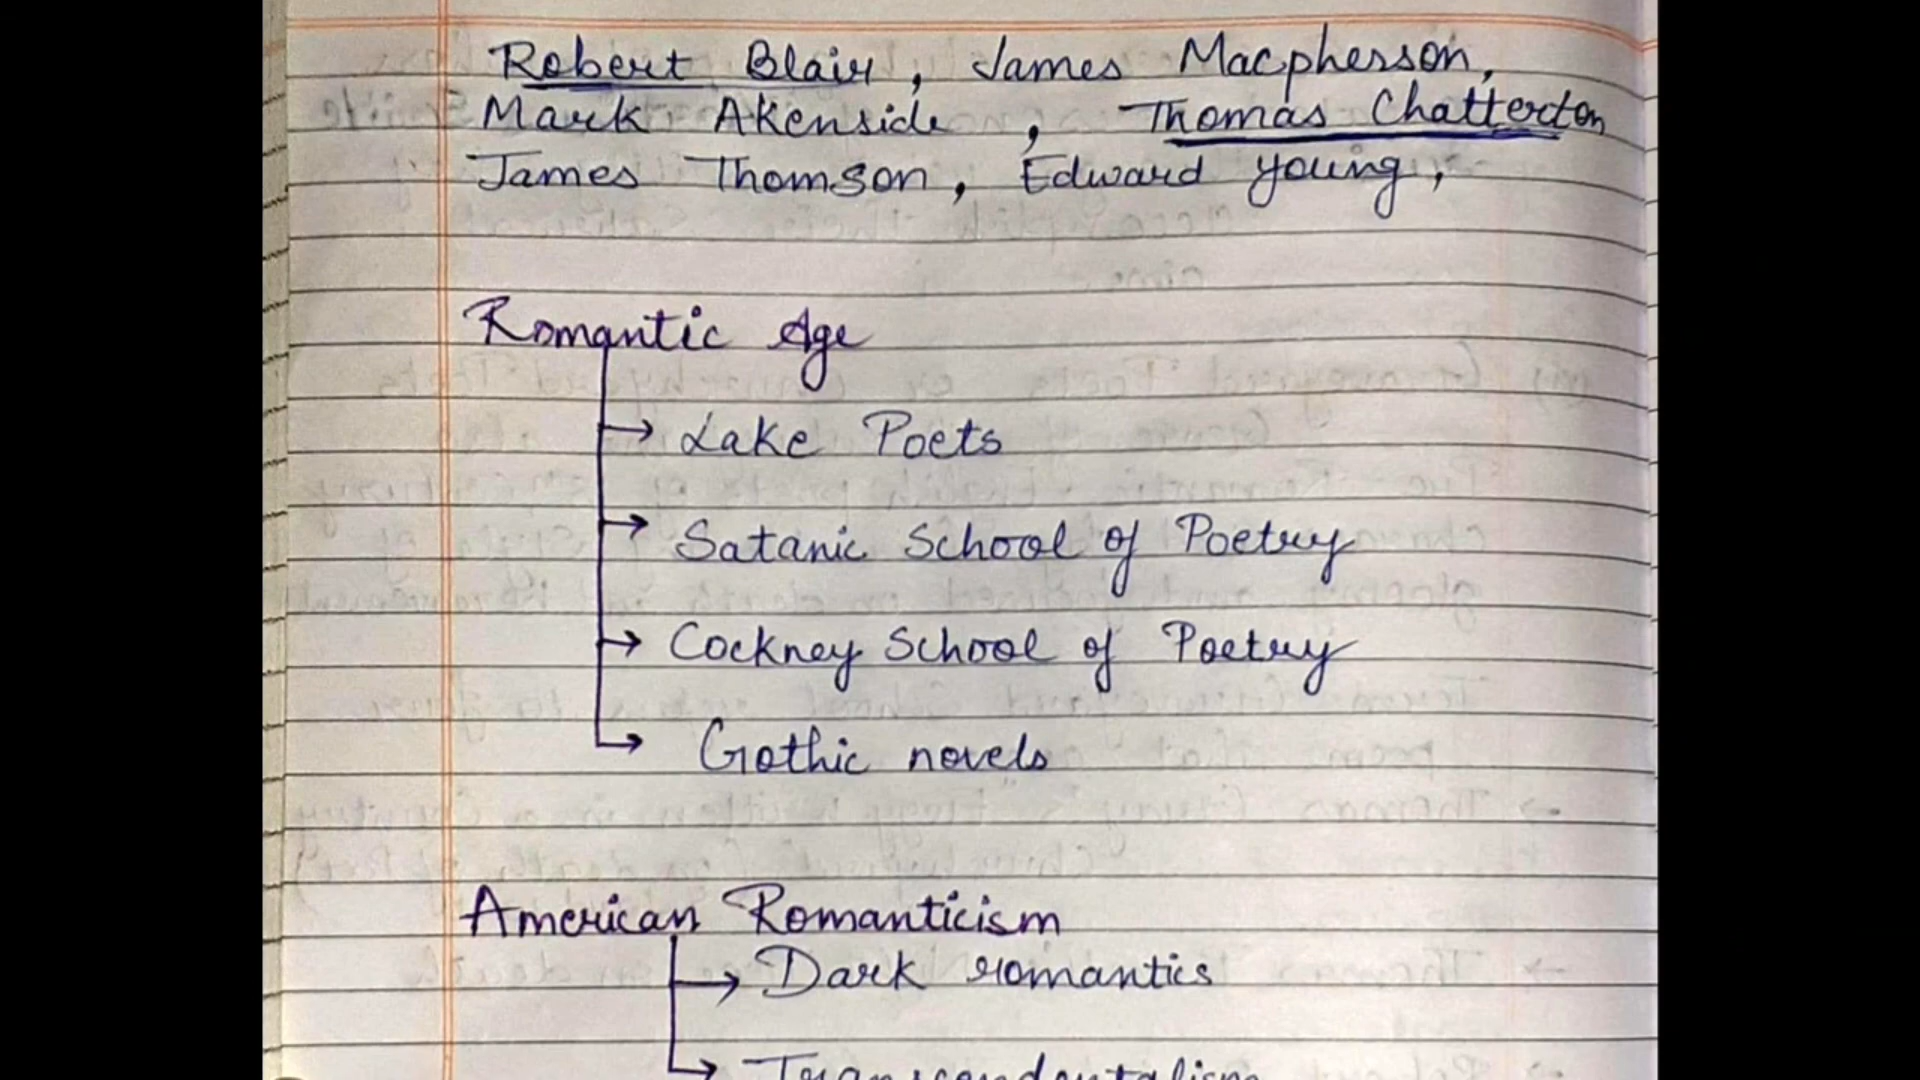 Robert Blair, James Macpherson,
Mark Akenside, Thomas Chatterton
James Thomson, Edward young,
Romantic Age
→ Lake Poets
→ Satanic School of Poetry
→ Cockney School of Poetry
→ Gothic novels
American Romanticism
→ Dark romantics
→ Transcendentalism